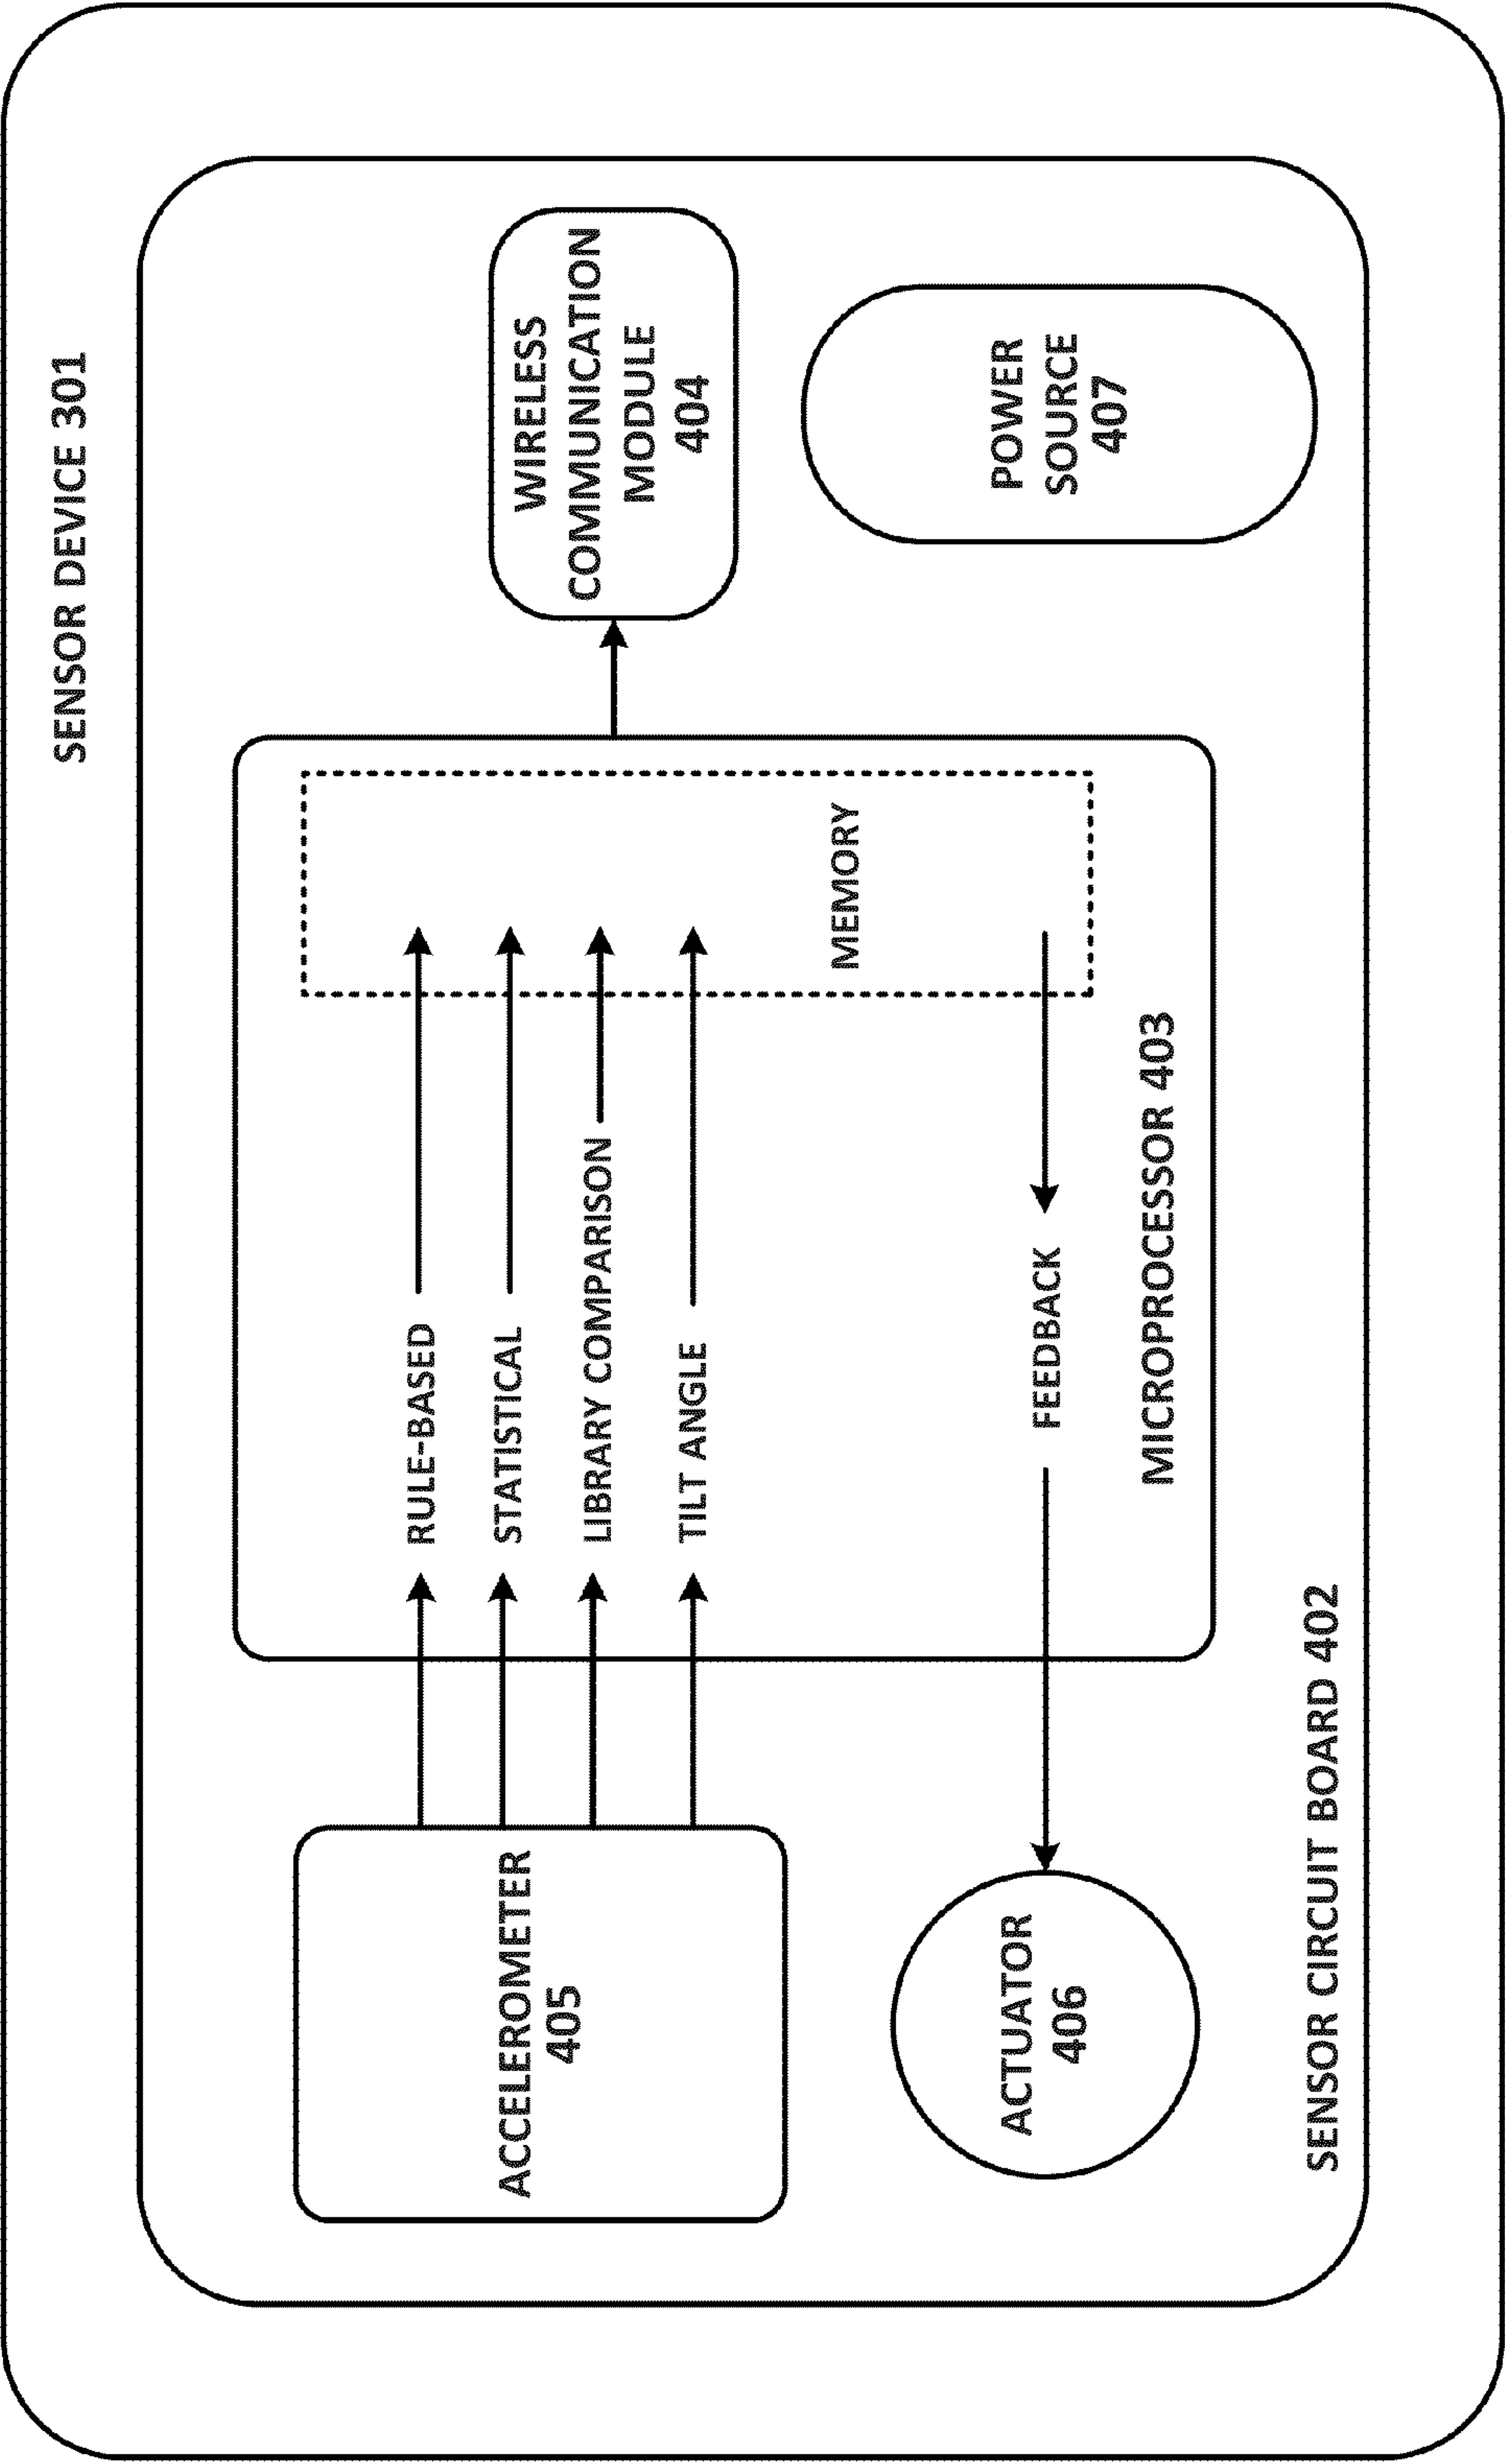 SENSOR DEVICE 301
ACCELEROMETER
405
RULE-BASED
STATISTICAL
LIBRARY COMPARISON
TILT ANGLE
MEMORY
FEEDBACK
MICROPROCESSOR 403
WIRELESS
COMMUNICATION
MODULE
404
ACTUATOR
406
POWER
SOURCE
407
SENSOR CIRCUIT BOARD 402